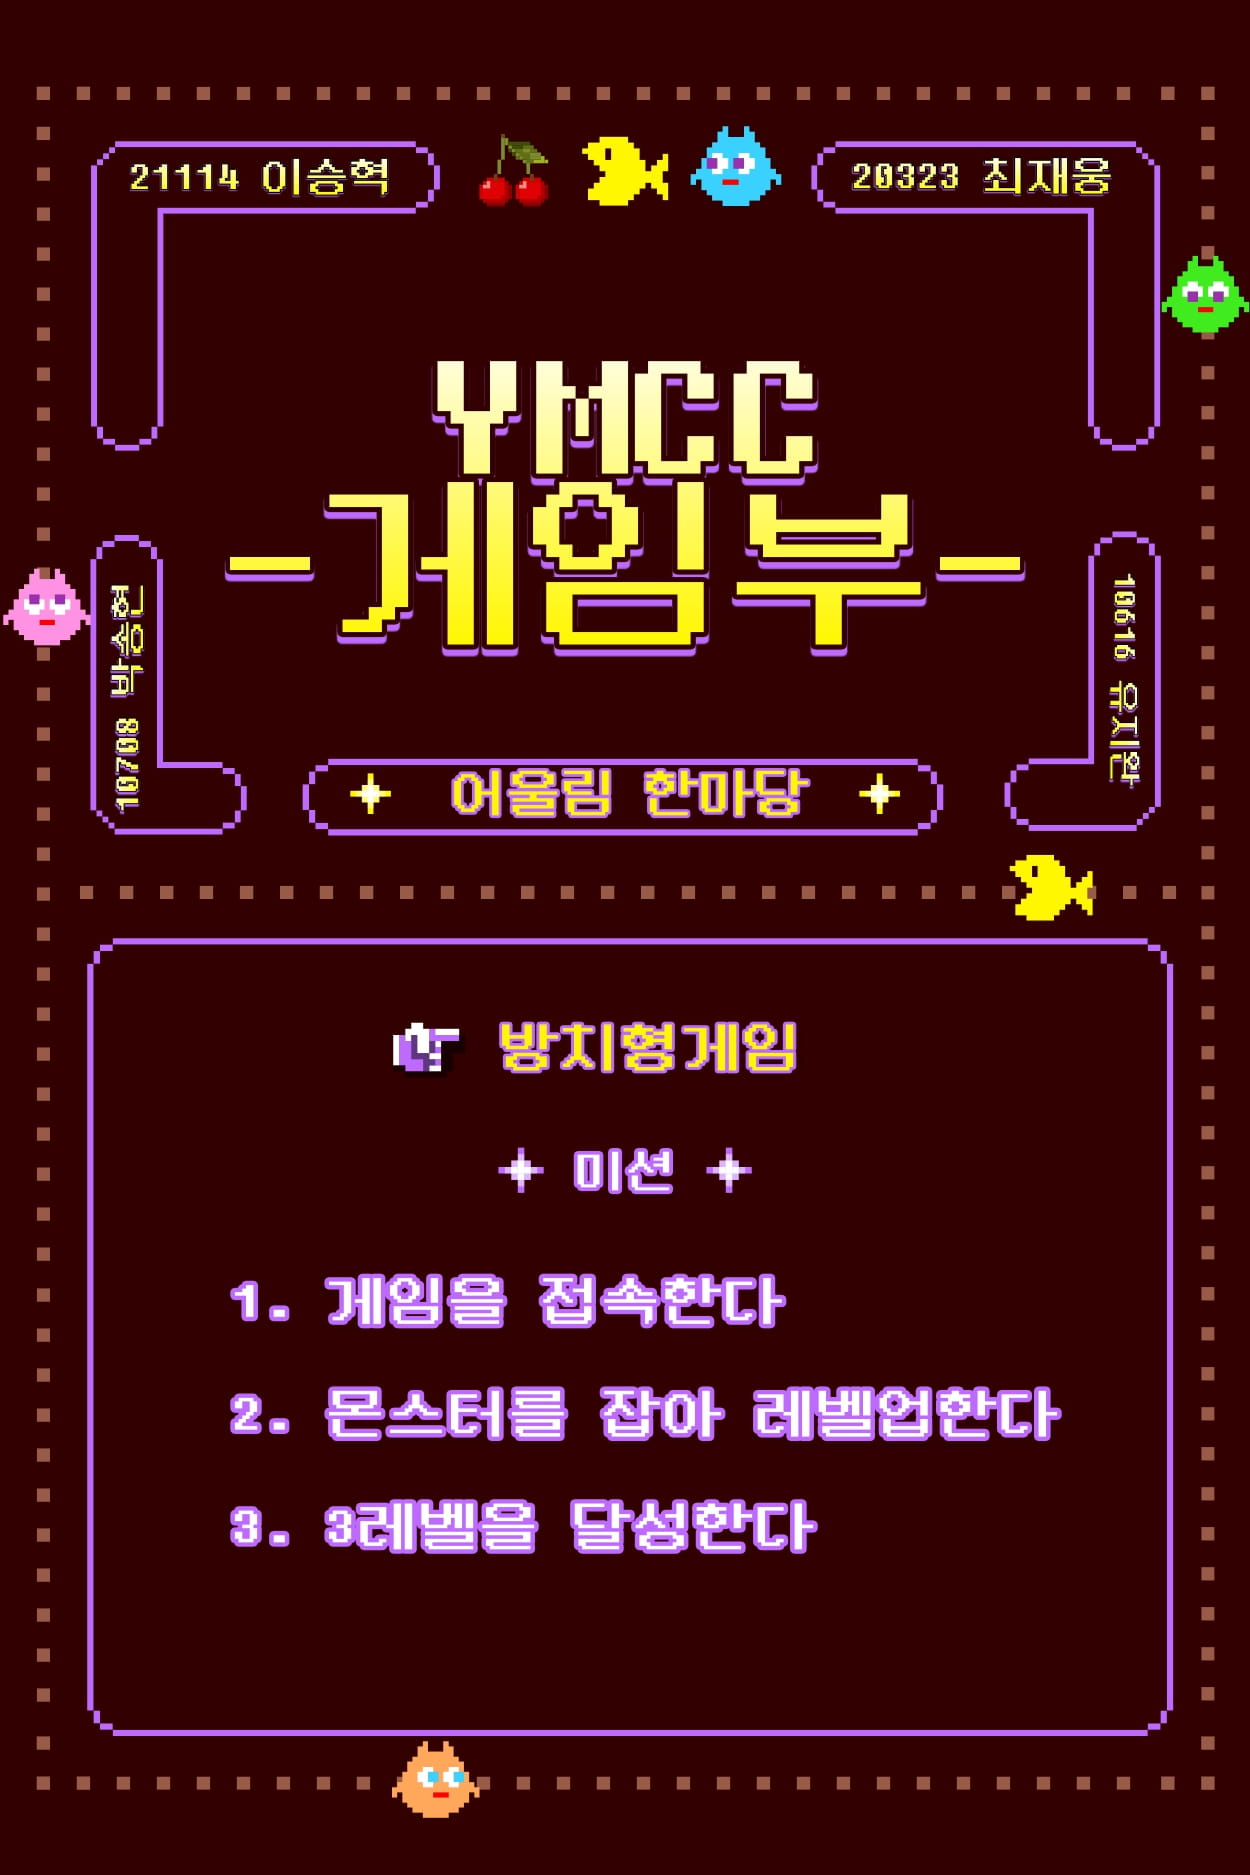 21114 이승혁
20323 최재웅
YMCC
-게임부-
10708 박승현
10616 유지완
어울림 한마당
방치형게임
미션
1. 게임을 접속한다
2. 몬스터를 잡아 레벨업한다
3. 3레벨을 달성한다